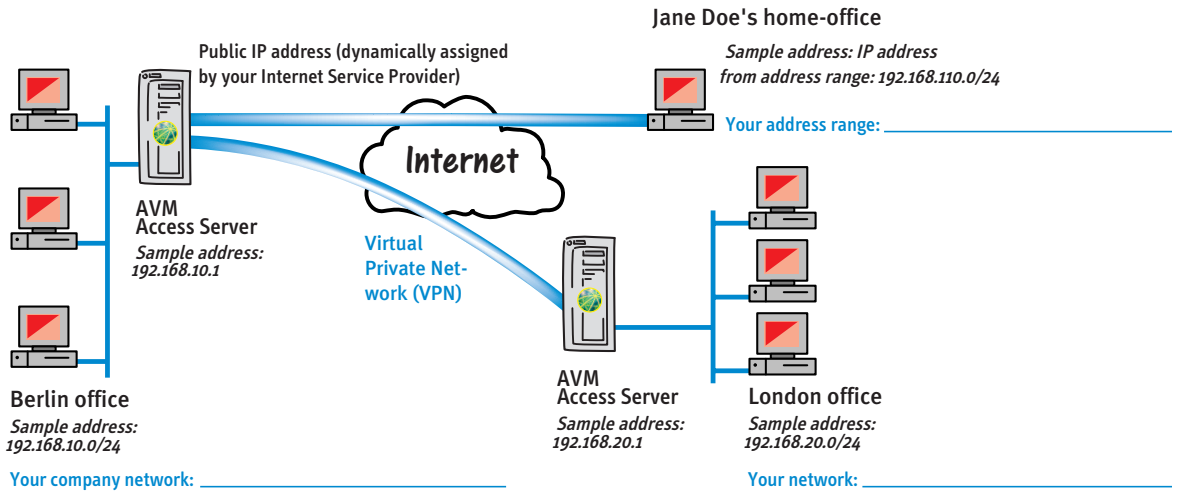 Jane Doe's home-office
Public IP address (dynamically assigned
by your Internet Service Provider)
Sample address: IP address
from address range: 192.168.110.0/24
Your address range:
Internet
AVM
Access Server
Sample address:
192.168.10.1
Virtual
Private Net-
work (VPN)
Berlin office
Sample address:
192.168.10.0/24
AVM
Access Server
Sample address:
192.168.20.1
London office
Sample address:
192.168.20.0/24
Your company network:
Your network: